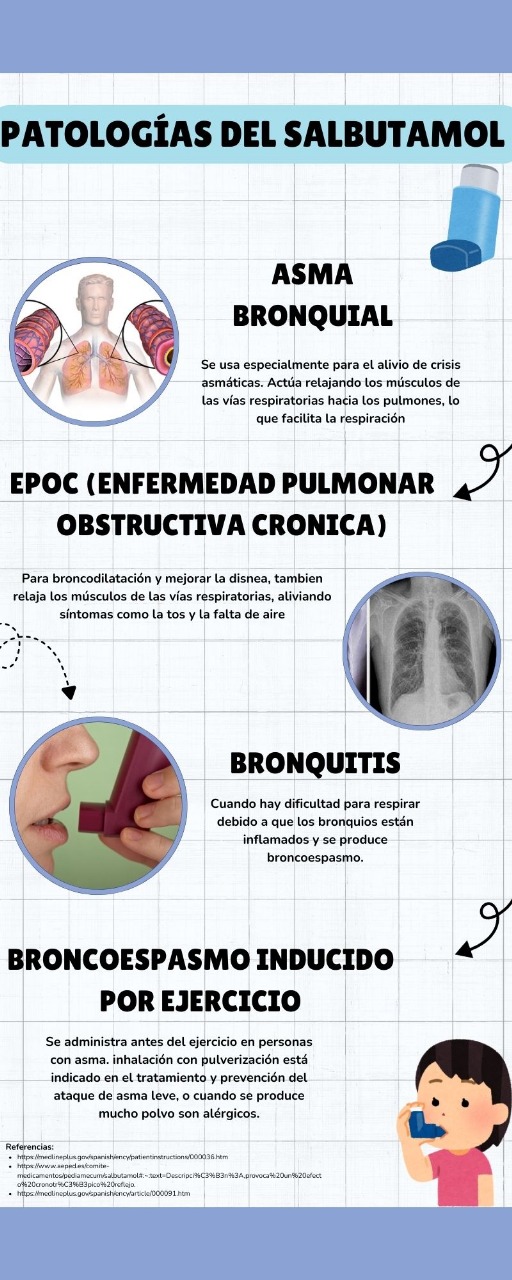 PATOLOGÍAS DEL SALBUTAMOL
ASMA
BRONQUIAL
Se usa especialmente para el alivio de crisis
asmáticas. Actúa relajando los músculos de
las vías respiratorias hacia los pulmones, lo
que facilita la respiración
EPOC (ENFERMEDAD PULMONAR
OBSTRUCTIVA CRONICA)
Para broncodilatación y mejorar la disnea, tambien
relaja los músculos de las vías respiratorias, aliviando
síntomas como la tos y la falta de aire
BRONQUITIS
Cuando hay dificultad para respirar
debido a que los bronquios están
inflamados y se produce
broncoespasmo.
BRONCOESPASMO INDUCIDO
POR EJERCICIO
Se administra antes del ejercicio en personas
con asma. inhalación con pulverización está
indicado en el tratamiento y prevención del
ataque de asma leve, o cuando se produce
mucho polvo son alérgicos.
Referencias:
• https://medlineplus.gov/spanish/ency/patientinstructions/000036.htm
• https://www.aeped.es/comite-
medicamentos/pediamecum/salbutamol#:~:text=Descripci%C3%B3n%3A,provoca%20un%20efect
o%20cronotr%C3%B3pico%20reflejo.
• https://medlineplus.gov/spanish/ency/article/000091.htm